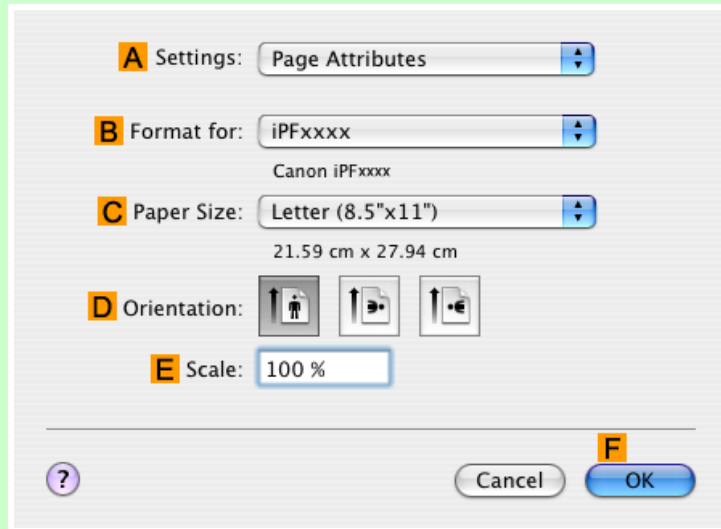 A Settings: Page Attributes
B Format for: iPFxxxx
Canon iPFxxxx
C Paper Size: Letter (8.5"x11")
21.59 cm x 27.94 cm
D Orientation:
E Scale: 100 %
F
? Cancel OK